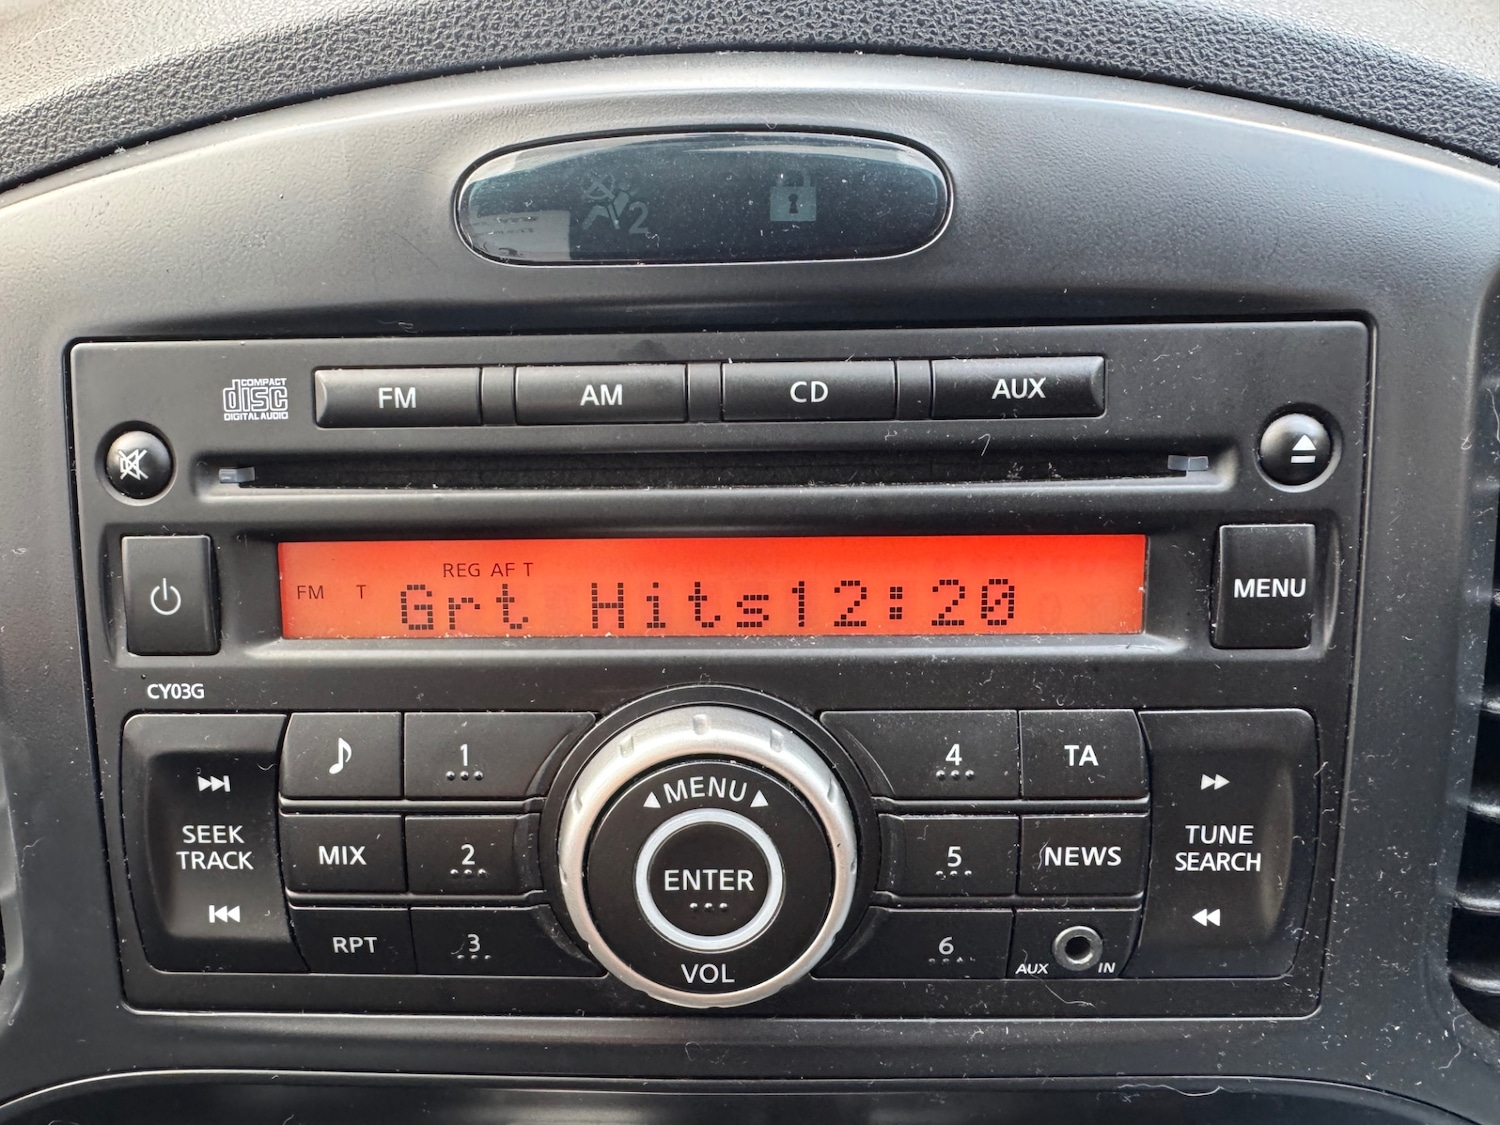 2
COMPACT
disc
DIGITAL AUDIO
FM
AM
CD
AUX
REG AF T
FM T
Grt Hits12:20
MENU
CY03G
SEEK
TRACK
1
MIX
2
RPT
3
MENU
ENTER
VOL
4
TA
5
NEWS
6
AUX IN
TUNE
SEARCH